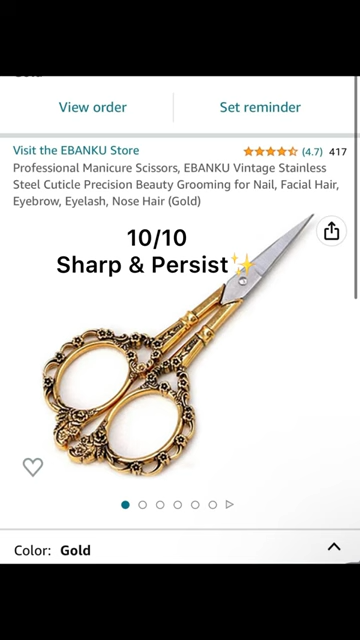 View order
Set reminder
Visit the EBANKU Store
(4.7) 417
Professional Manicure Scissors, EBANKU Vintage Stainless
Steel Cuticle Precision Beauty Grooming for Nail, Facial Hair,
Eyebrow, Eyelash, Nose Hair (Gold)
10/10
Sharp & Persist✨
Color: Gold